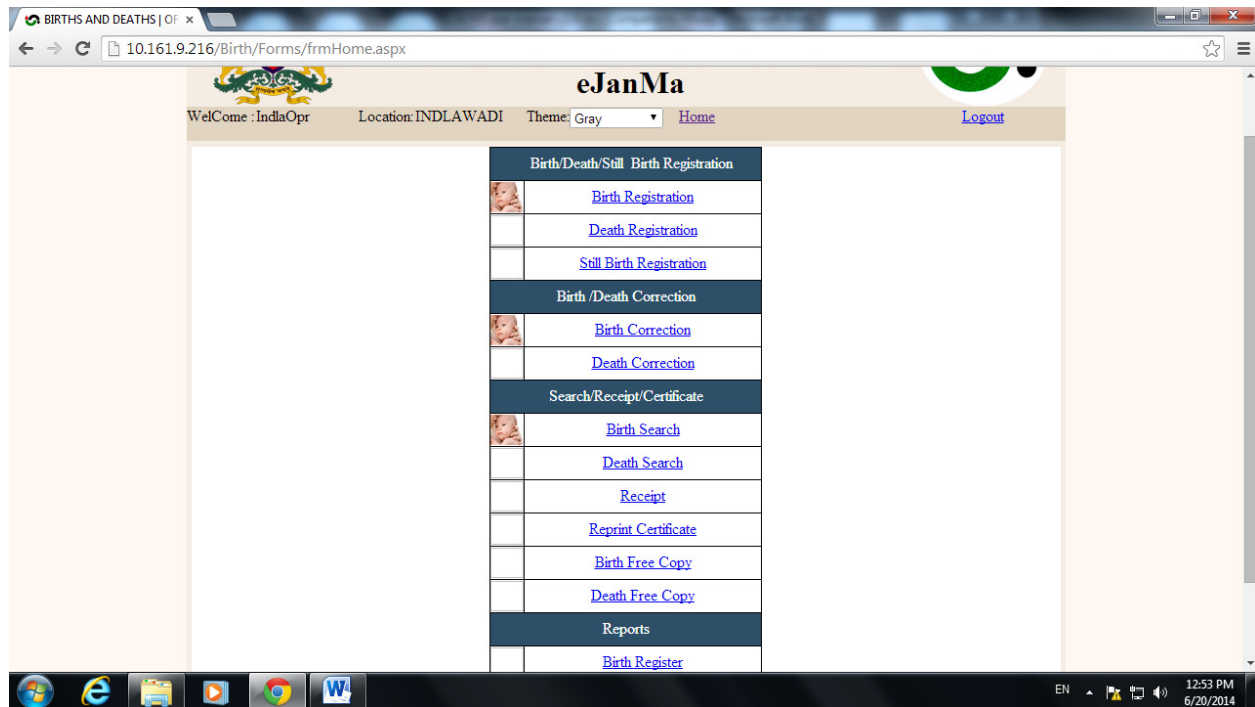 BIRTHS AND DEATHS | OF
10.161.9.216/Birth/Forms/frmHome.aspx
eJanMa
WelCome : IndlaOpr Location: INDLAWADI Theme: Gray Home Logout
Birth/Death/Still Birth Registration
Birth Registration
Death Registration
Still Birth Registration
Birth /Death Correction
Birth Correction
Death Correction
Search/Receipt/Certificate
Birth Search
Death Search
Receipt
Reprint Certificate
Birth Free Copy
Death Free Copy
Reports
Birth Register
EN 12:53 PM
6/20/2014